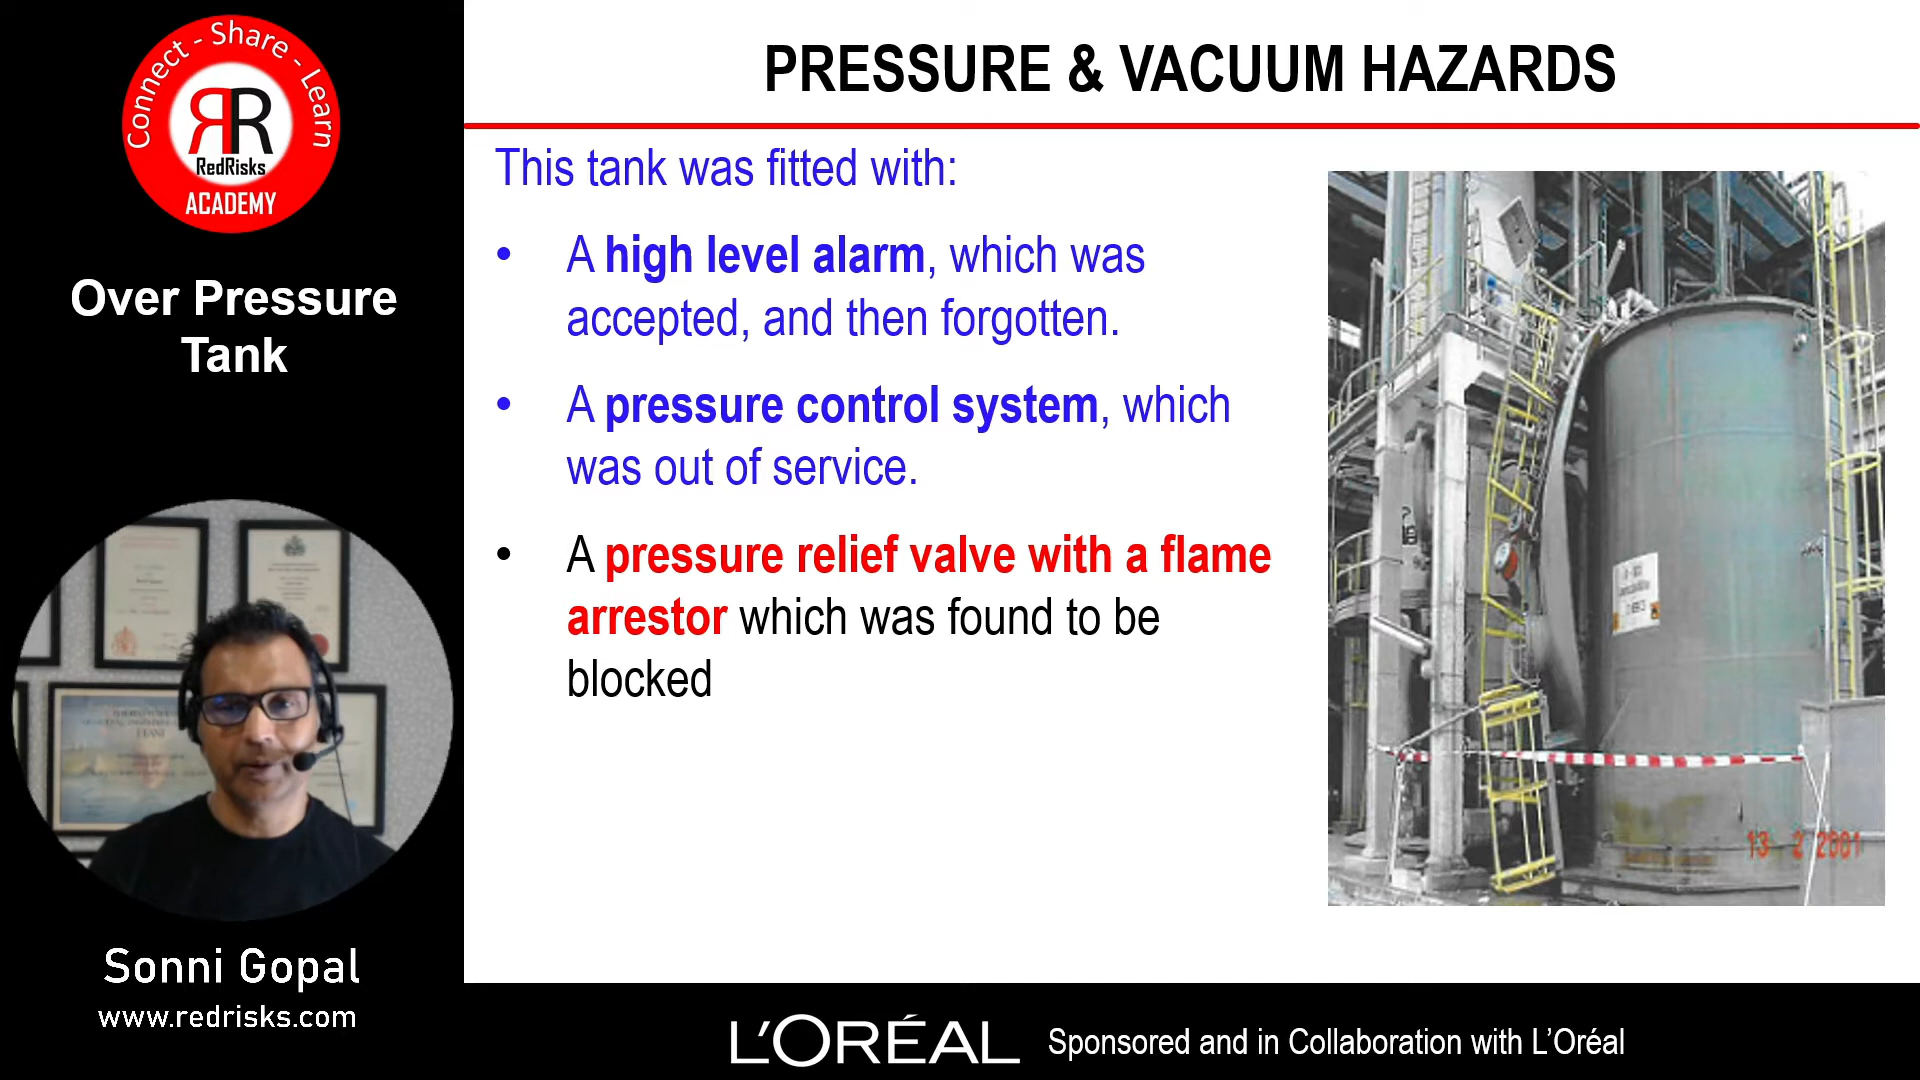 Connect - Share - Learn
RR
RedRisks
ACADEMY
Over Pressure
Tank
Sonni Gopal
www.redrisks.com
PRESSURE & VACUUM HAZARDS
This tank was fitted with:
• A high level alarm, which was
accepted, and then forgotten.
• A pressure control system, which
was out of service.
• A pressure relief valve with a flame
arrestor which was found to be
blocked
13 2 2001
L'ORÉAL
Sponsored and in Collaboration with L'Oréal